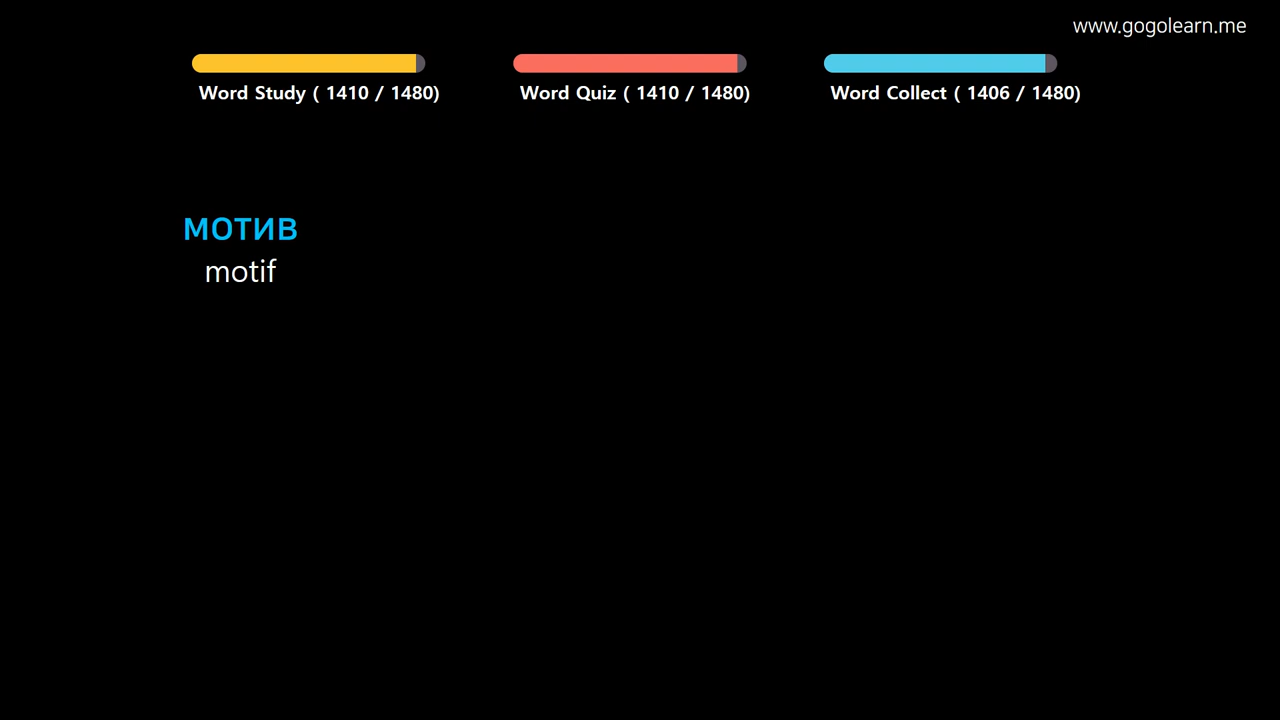 www.gogolearn.me
Word Study ( 1410 / 1480)
Word Quiz ( 1410 / 1480)
Word Collect ( 1406 / 1480)
мотив
motif